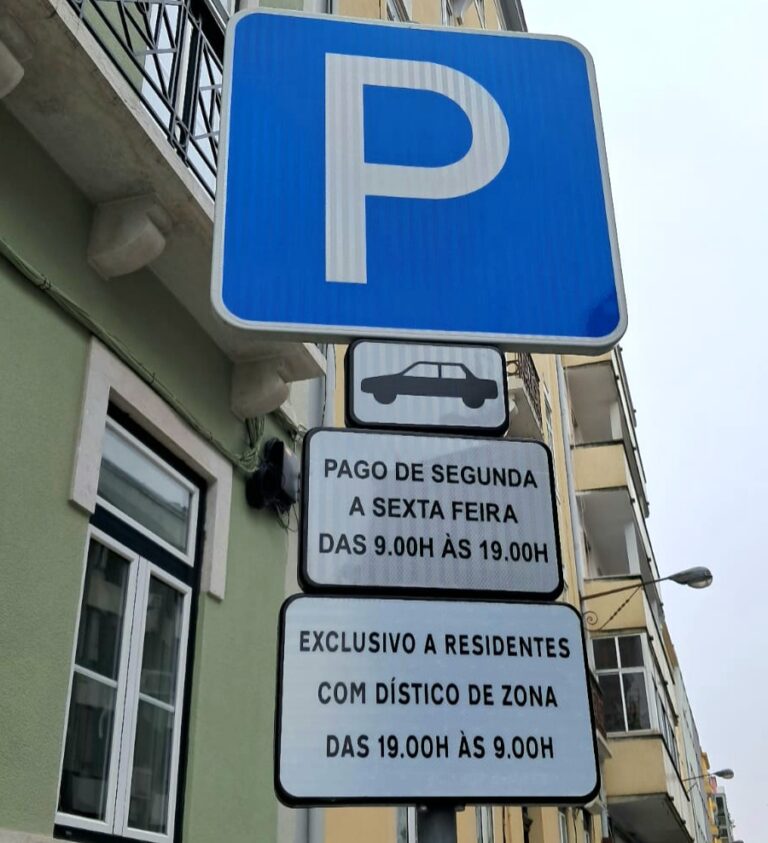 P
PAGO DE SEGUNDA
A SEXTA FEIRA
DAS 9.00H ÀS 19.00H
EXCLUSIVO A RESIDENTES
COM DÍSTICO DE ZONA
DAS 19.00H ÀS 9.00H